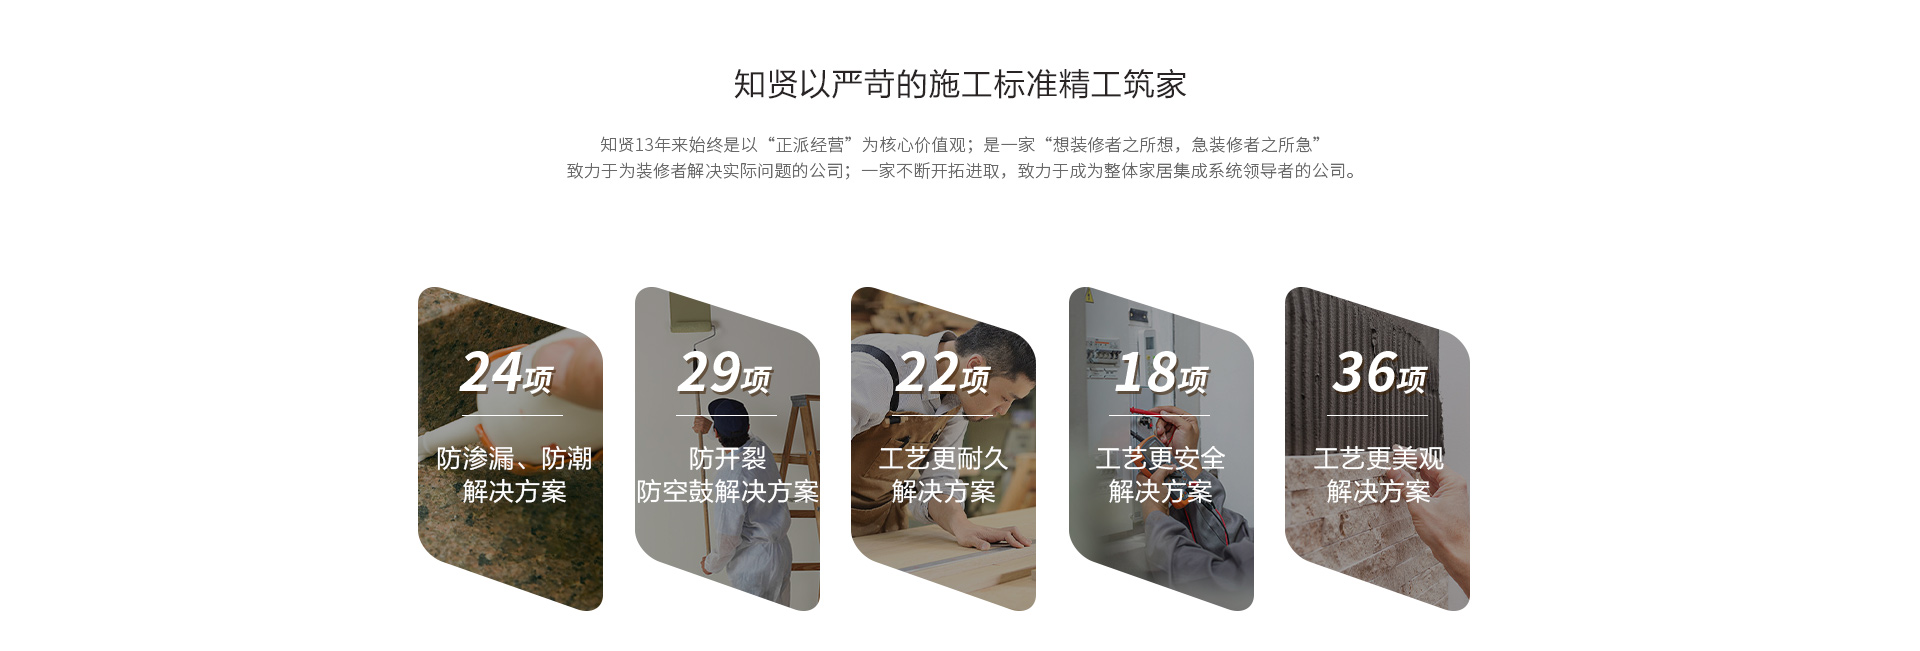 知贤以严苛的施工标准精工筑家
知贤13年来始终是以“正派经营”为核心价值观；是一家“想装修者之所想，急装修者之所急”
致力于为装修者解决实际问题的公司；一家不断开拓进取，致力于成为整体家居集成系统领导者的公司。
24项
防渗漏、防潮
解决方案
29项
防开裂
防空鼓解决方案
22项
工艺更耐久
解决方案
18项
工艺更安全
解决方案
36项
工艺更美观
解决方案